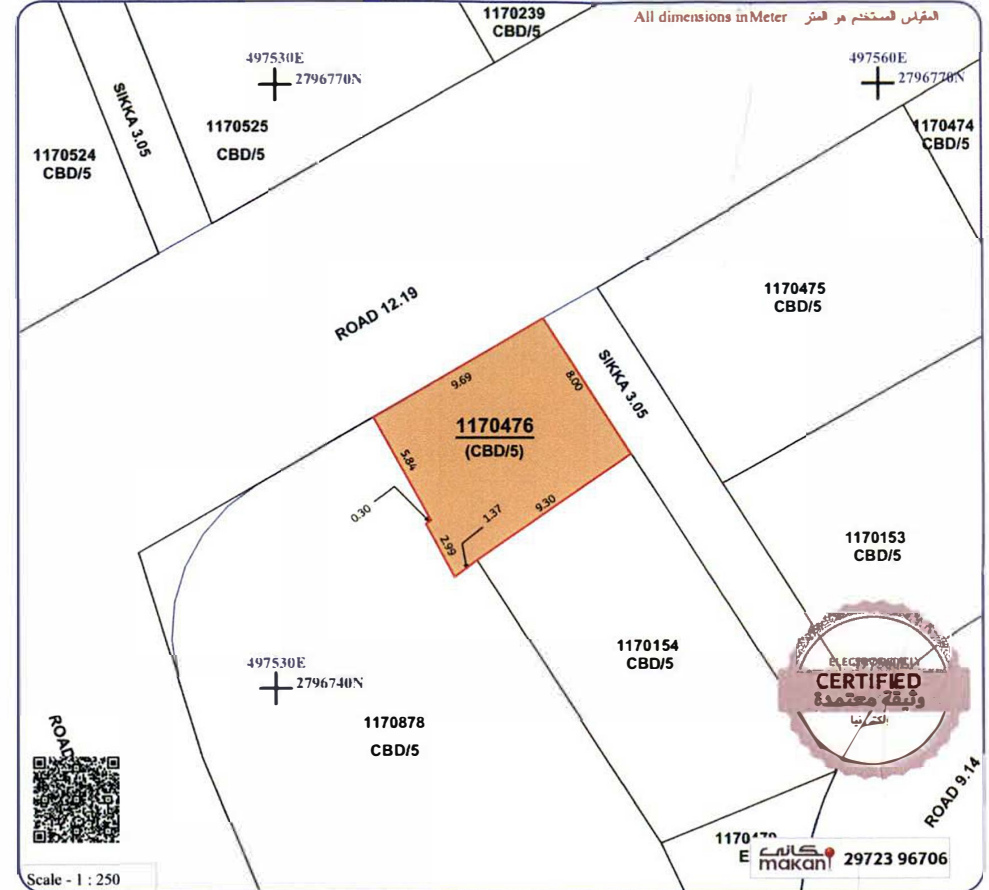 1170239
CBD/5
All dimensions in Meter المقياس المستخدم هو المتر
497530E
2796770N
497560E
2796770N
SIKKA 3.05
1170525
CBD/5
1170474
CBD/5
1170524
CBD/5
1170475
CBD/5
ROAD 12.19
SIKKA 3.05
9.69
8.00
1170476
(CBD/5)
5.84
0.30
1.37
9.30
2.99
1170153
CBD/5
1170154
CBD/5
497530E
2796740N
ELECTRONICALLY
CERTIFIED
وثيقة معتمدة
إلكترونيا
1170878
CBD/5
ROAD
ROAD 9.14
مكاني
makani
29723 96706
Scale - 1 : 250